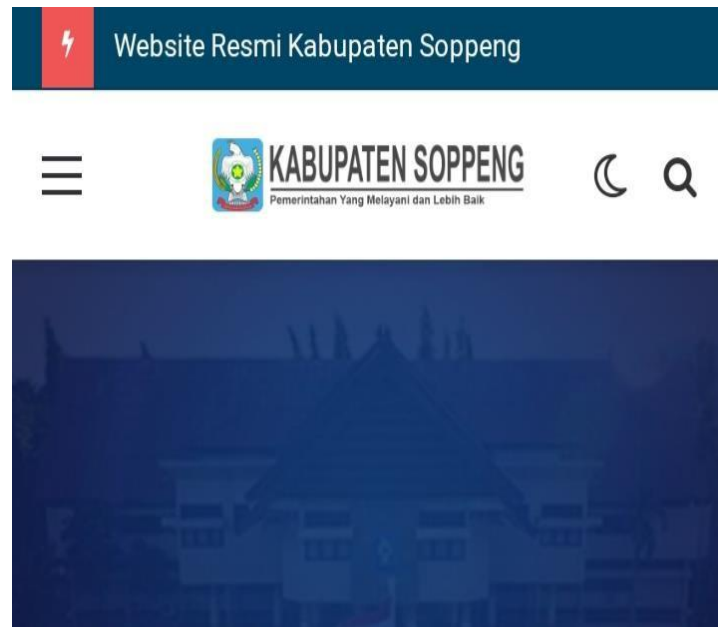 Website Resmi Kabupaten Soppeng
KABUPATEN SOPPENG
Pemerintahan Yang Melayani dan Lebih Baik